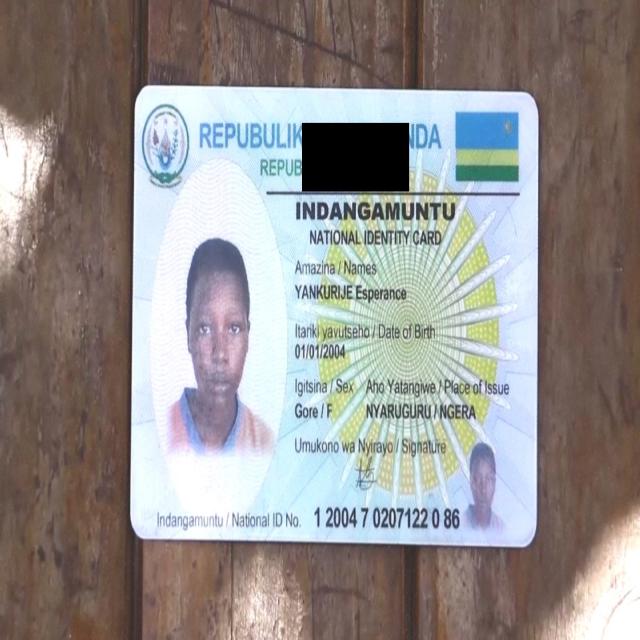 REPUBULIK NDA
REPUB
INDANGAMUNTU
NATIONAL IDENTITY CARD
Amazina / Names
YANKURIJE Esperance
Itariki yavutseho / Date of Birth
01/01/2004
Igitsina / Sex Aho Yatangiwe / Place of Issue
Gore / F NYARUGURU / NGERA
Umukono wa Nyirayo / Signature
Indangamuntu / National ID No. 1 2004 7 0207122 0 86